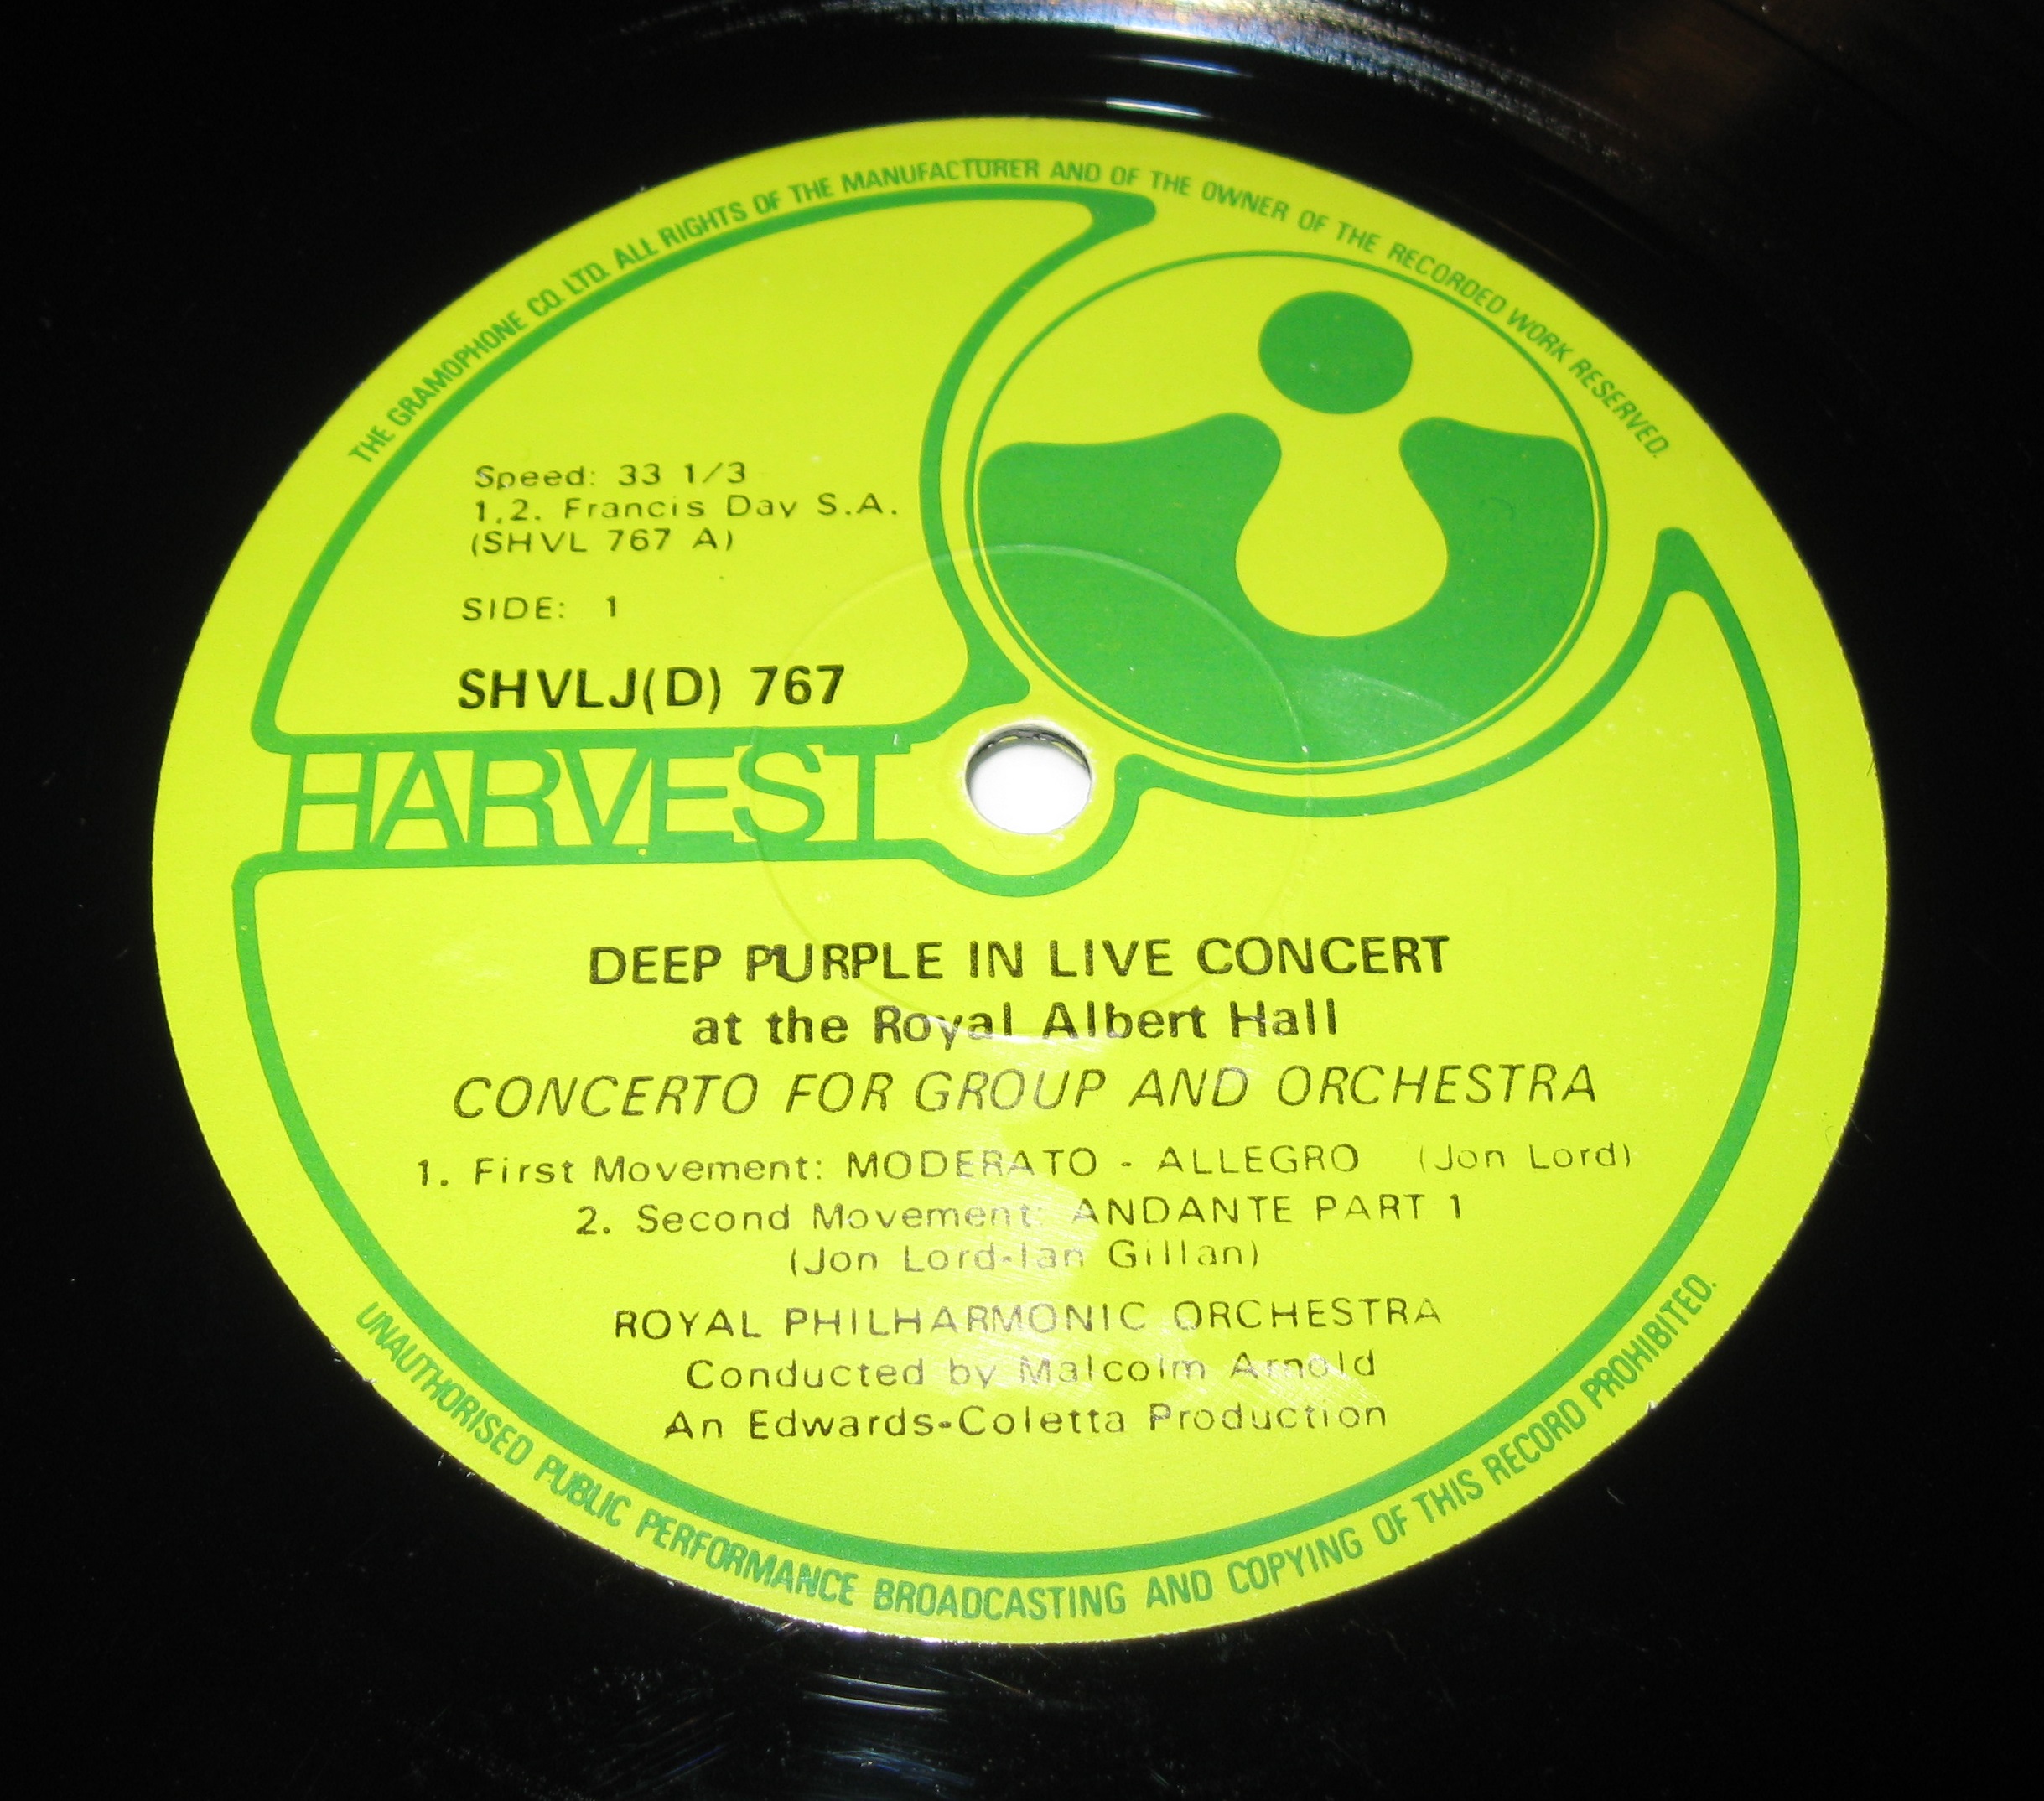 THE GRAMOPHONE CO. LTD. ALL RIGHTS OF THE MANUFACTURER AND OF THE OWNER OF THE RECORDED WORK RESERVED.
Speed: 33 1/3
1,2. Francis Day S.A.
(SHVL 767 A)
SIDE: 1
SHVLJ(D) 767
HARVEST
DEEP PURPLE IN LIVE CONCERT
at the Royal Albert Hall
CONCERTO FOR GROUP AND ORCHESTRA
1. First Movement: MODERATO - ALLEGRO (Jon Lord)
2. Second Movement: ANDANTE PART 1
(Jon Lord-Ian Gillan)
ROYAL PHILHARMONIC ORCHESTRA
Conducted by Malcolm Arnold
An Edwards-Coletta Production
UNAUTHORISED PUBLIC PERFORMANCE BROADCASTING AND COPYING OF THIS RECORD PROHIBITED.